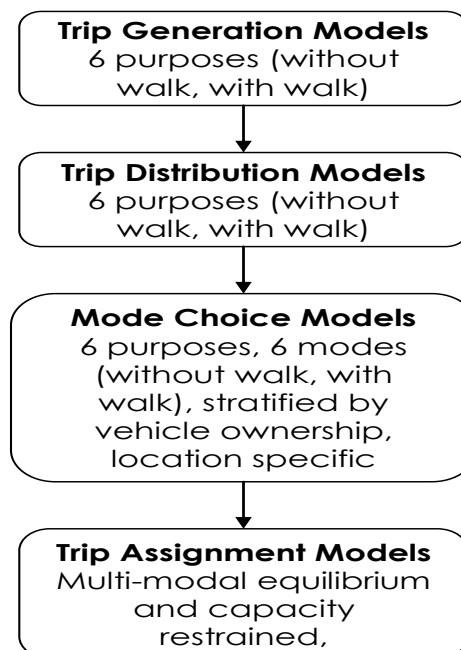 Trip Generation Models
6 purposes (without
walk, with walk)
Trip Distribution Models
6 purposes (without
walk, with walk)
Mode Choice Models
6 purposes, 6 modes
(without walk, with
walk), stratified by
vehicle ownership,
location specific
Trip Assignment Models
Multi-modal equilibrium
and capacity
restrained,